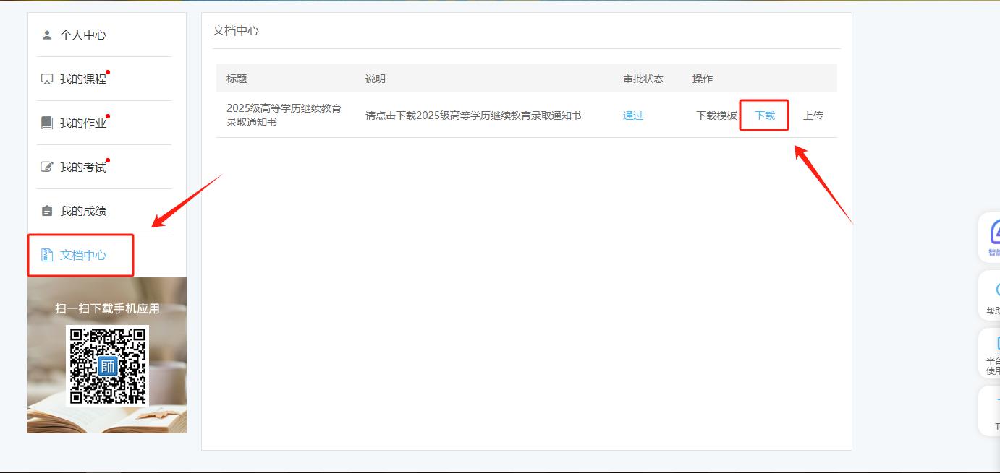 个人中心
我的课程
我的作业
我的考试
我的成绩
文档中心
扫一扫下载手机应用
師
文档中心
标题 说明 审批状态 操作
2025级高等学历继续教育
录取通知书
请点击下载2025级高等学历继续教育录取通知书
通过
下载模板 下载 上传
智能
帮助
平台
使用
T